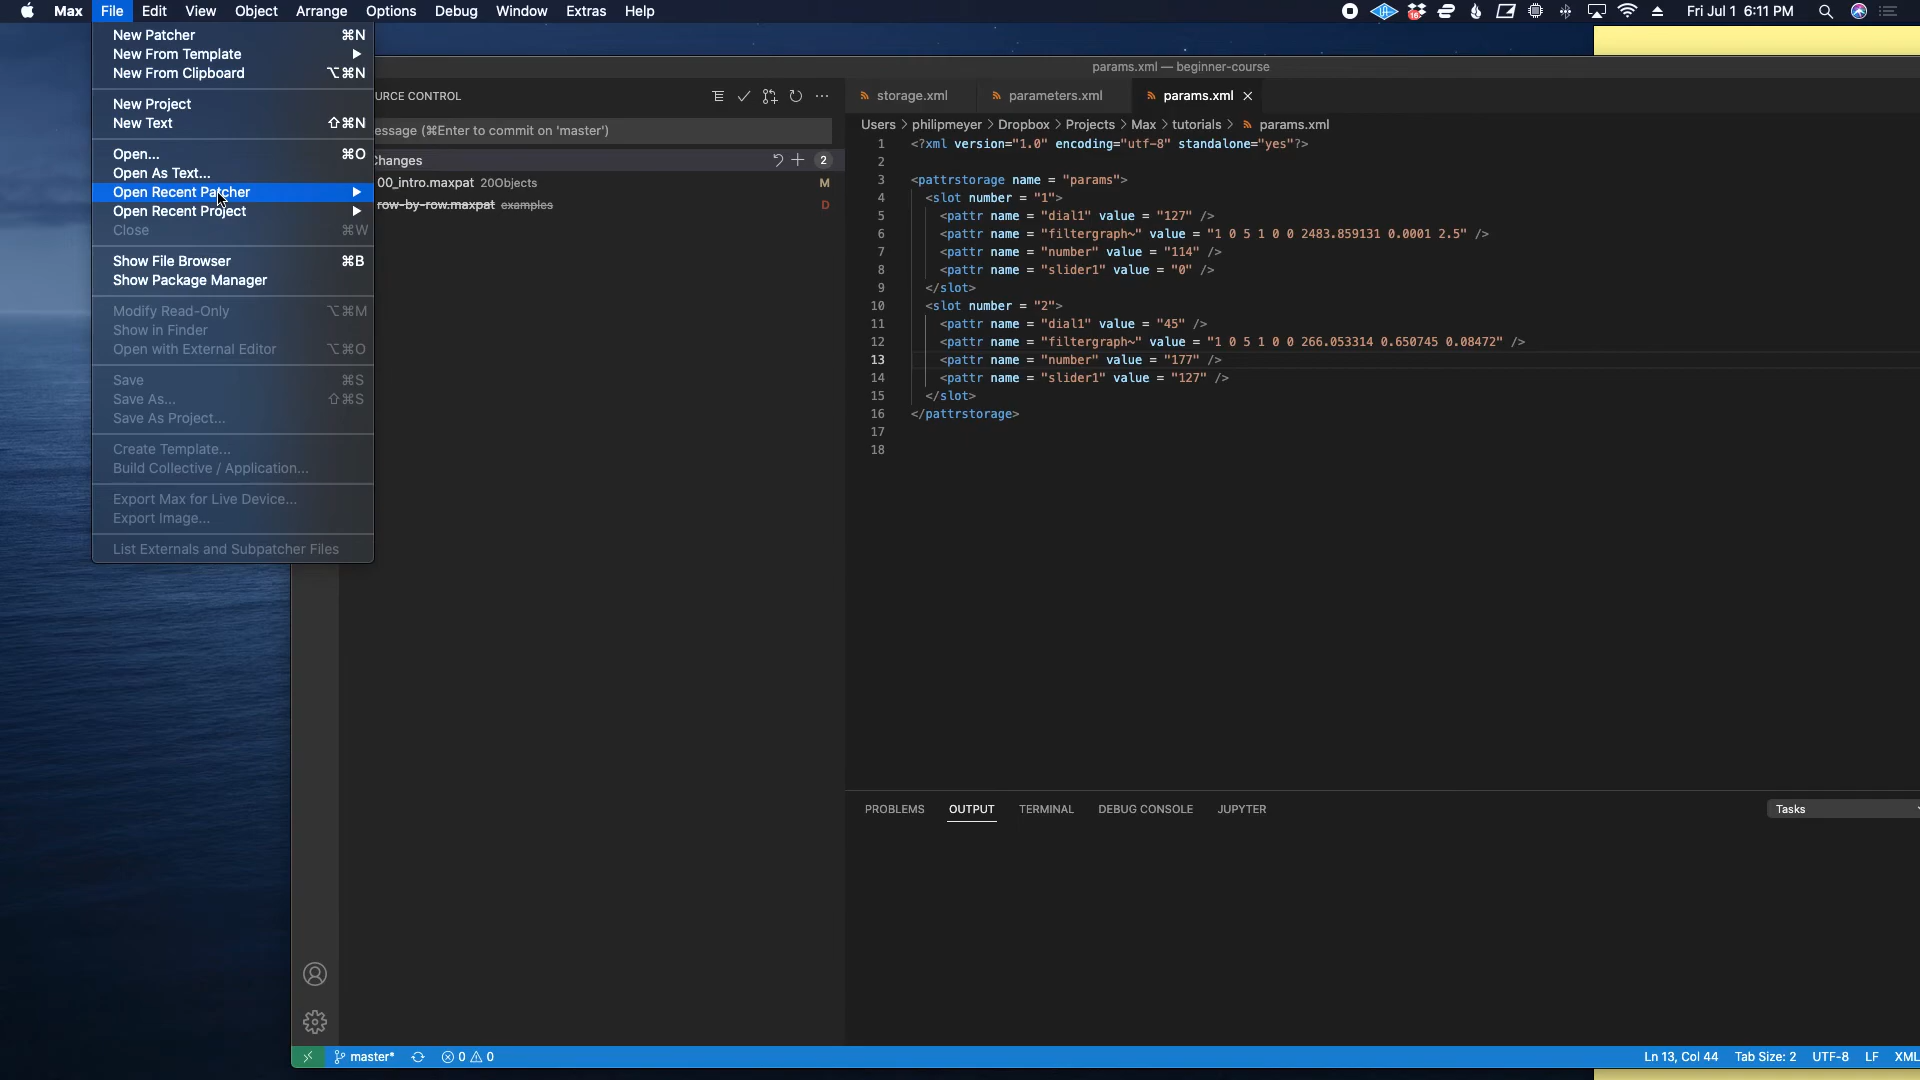 Max File Edit View Object Arrange Options Debug Window Extras Help
16
Fri Jul 1 6:11 PM
New Patcher ⌘N
New From Template ▶
New From Clipboard ⌥⌘N
New Project
New Text ⇧⌘N
Open... ⌘O
Open As Text...
Open Recent Patcher ▶
Open Recent Project ▶
Close ⌘W
Show File Browser ⌘B
Show Package Manager
Modify Read-Only ⌥⌘M
Show in Finder
Open with External Editor ⌥⌘O
Save ⌘S
Save As... ⇧⌘S
Save As Project...
Create Template...
Build Collective / Application...
Export Max for Live Device...
Export Image...
List Externals and Subpatcher Files
params.xml — beginner-course
URCE CONTROL
essage (⌘Enter to commit on 'master')
Changes 2
00_intro.maxpat 20Objects M
row-by-row.maxpat examples D
storage.xml parameters.xml params.xml
Users > philipmeyer > Dropbox > Projects > Max > tutorials > params.xml
1 <?xml version="1.0" encoding="utf-8" standalone="yes"?>
2
3 <pattrstorage name = "params">
4 <slot number = "1">
5 <pattr name = "dial1" value = "127" />
6 <pattr name = "filtergraph~" value = "1 0 5 1 0 0 2483.859131 0.0001 2.5" />
7 <pattr name = "number" value = "114" />
8 <pattr name = "slider1" value = "0" />
9 </slot>
10 <slot number = "2">
11 <pattr name = "dial1" value = "45" />
12 <pattr name = "filtergraph~" value = "1 0 5 1 0 0 266.053314 0.650745 0.08472" />
13 <pattr name = "number" value = "177" />
14 <pattr name = "slider1" value = "127" />
15 </slot>
16 </pattrstorage>
17
18
PROBLEMS OUTPUT TERMINAL DEBUG CONSOLE JUPYTER
Tasks
master* 0 0
Ln 13, Col 44 Tab Size: 2 UTF-8 LF XML